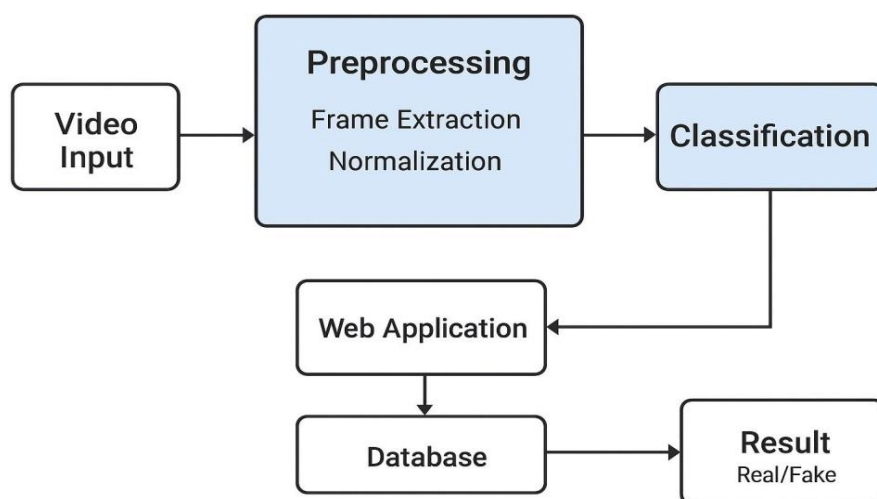 Video
Input
Preprocessing
Frame Extraction
Normalization
Classification
Web Application
Database
Result
Real/Fake